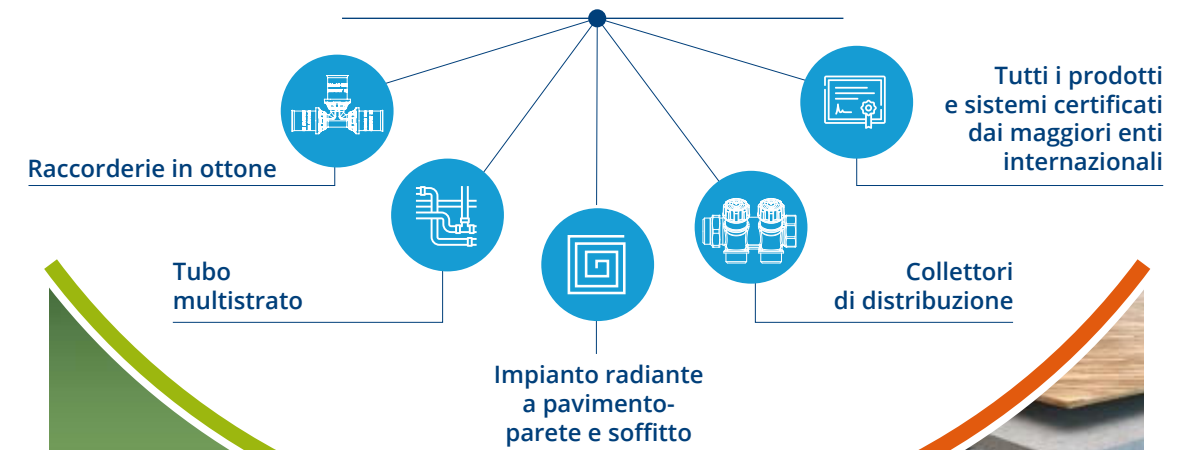 Raccorderie in ottone
Tubo
multistrato
Impianto radiante
a pavimento-
parete e soffitto
Collettori
di distribuzione
Tutti i prodotti
e sistemi certificati
dai maggiori enti
internazionali